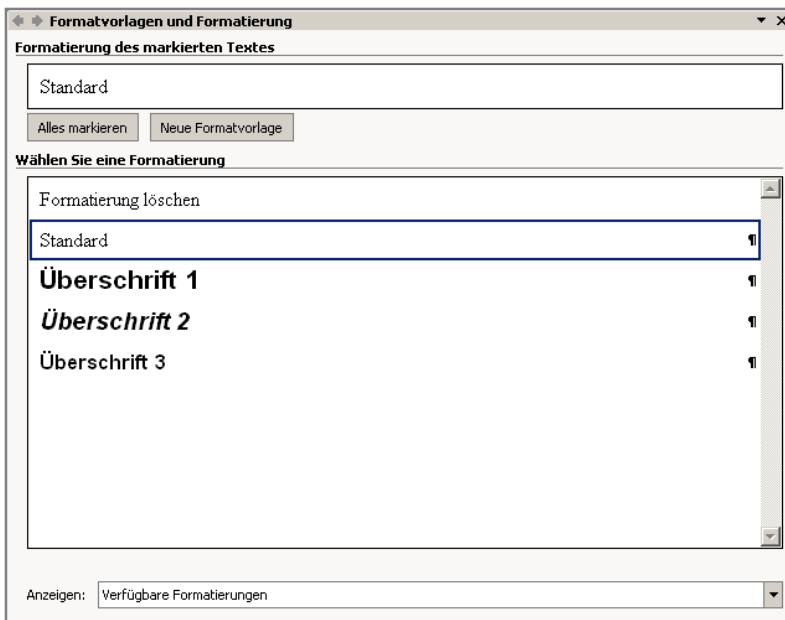 Formatvorlagen und Formatierung
Formatierung des markierten Textes
Standard
Alles markieren Neue Formatvorlage
Wählen Sie eine Formatierung
Formatierung löschen
Standard ¶
Überschrift 1 ¶
Überschrift 2 ¶
Überschrift 3 ¶
Anzeigen: Verfügbare Formatierungen